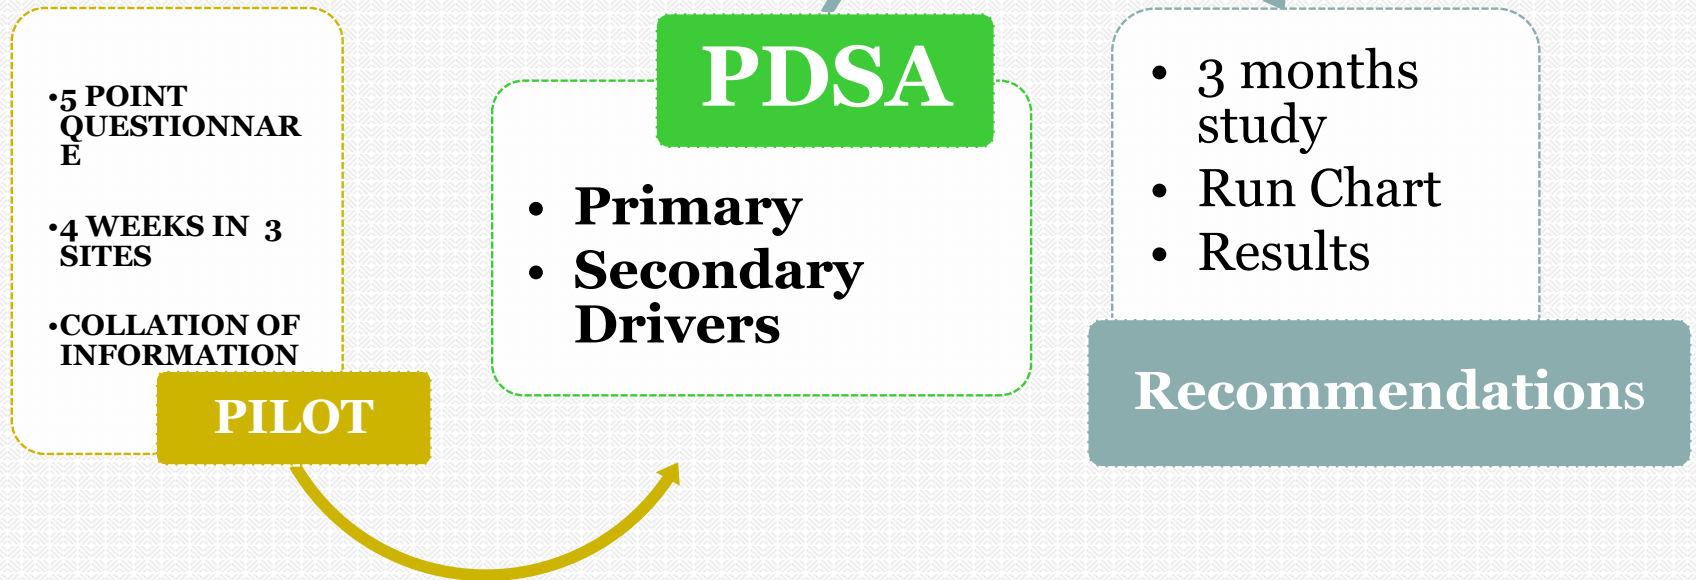 •5 POINT
QUESTIONNAR
E
•4 WEEKS IN  3
SITES
•COLLATION OF
INFORMATION
PILOT
PDSA
• Primary
• Secondary
Drivers
• 3 months
study
• Run Chart
• Results
Recommendations